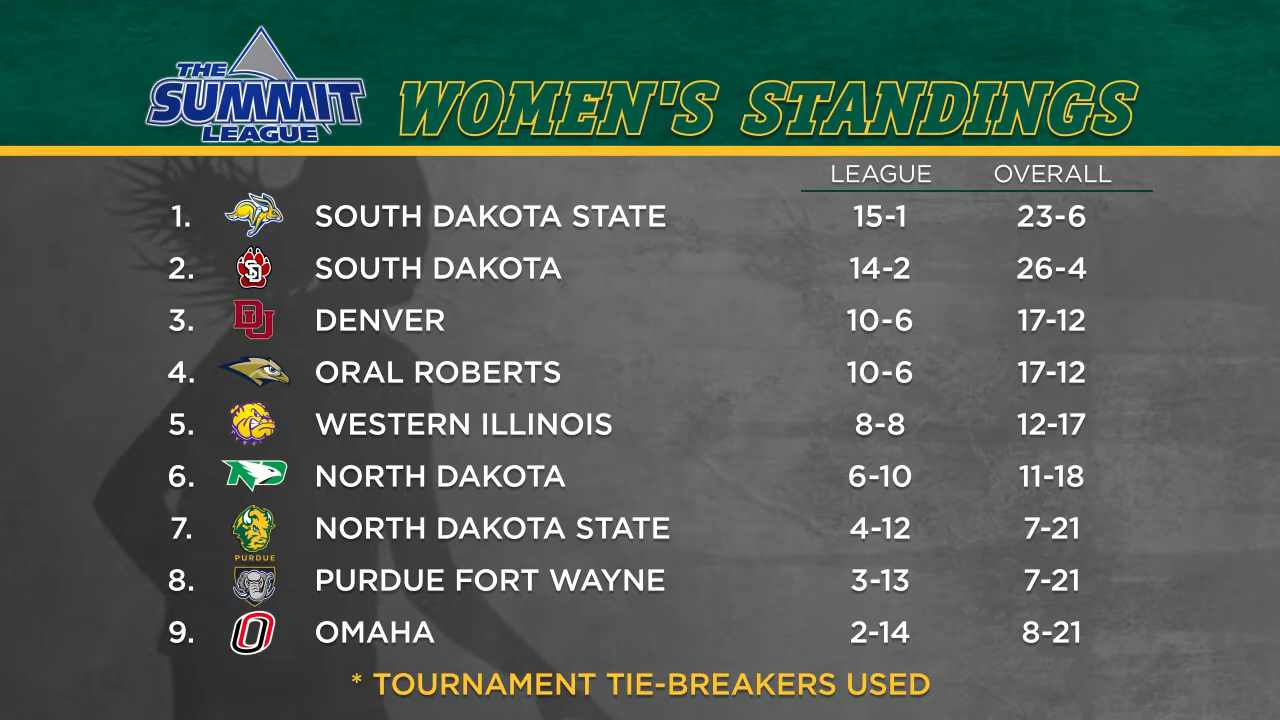 THE SUMMIT LEAGUE WOMEN'S STANDINGS
LEAGUE OVERALL
1. SOUTH DAKOTA STATE 15-1 23-6
2. SD SOUTH DAKOTA 14-2 26-4
3. DU DENVER 10-6 17-12
4. ORAL ROBERTS 10-6 17-12
5. WESTERN ILLINOIS 8-8 12-17
6. NORTH DAKOTA 6-10 11-18
7. NORTH DAKOTA STATE 4-12 7-21
PURDUE
8. PURDUE FORT WAYNE 3-13 7-21
9. O OMAHA 2-14 8-21
* TOURNAMENT TIE-BREAKERS USED